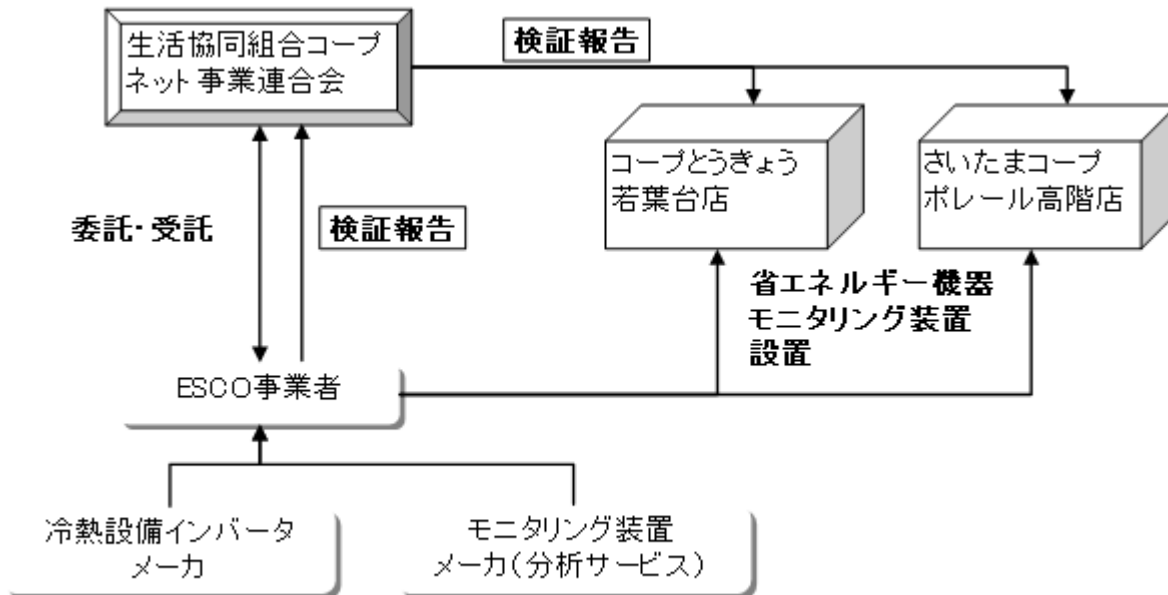 生活協同組合コープ
ネット事業連合会
検証報告
コープとうきょう
若葉台店
さいたまコープ
ポレール高階店
委託・受託
検証報告
省エネルギー機器
モニタリング装置
設置
ESCO事業者
冷熱設備インバータ
メーカ
モニタリング装置
メーカ(分析サービス)